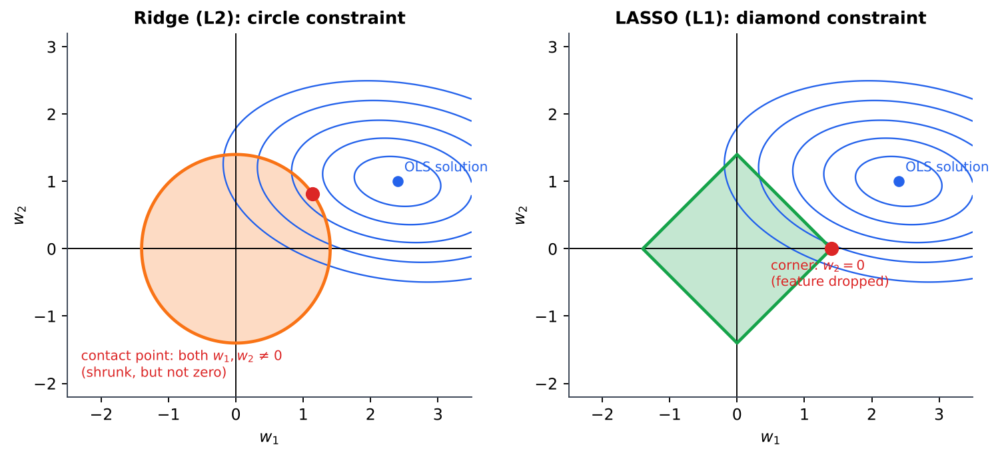 Ridge (L2): circle constraint
3
2
1
0
−1
−2
w₂
OLS solution
contact point: both w₁, w₂ ≠ 0
(shrunk, but not zero)
−2 −1 0 1 2 3
w₁
LASSO (L1): diamond constraint
3
2
1
0
−1
−2
w₂
OLS solution
corner: w₂ = 0
(feature dropped)
−2 −1 0 1 2 3
w₁